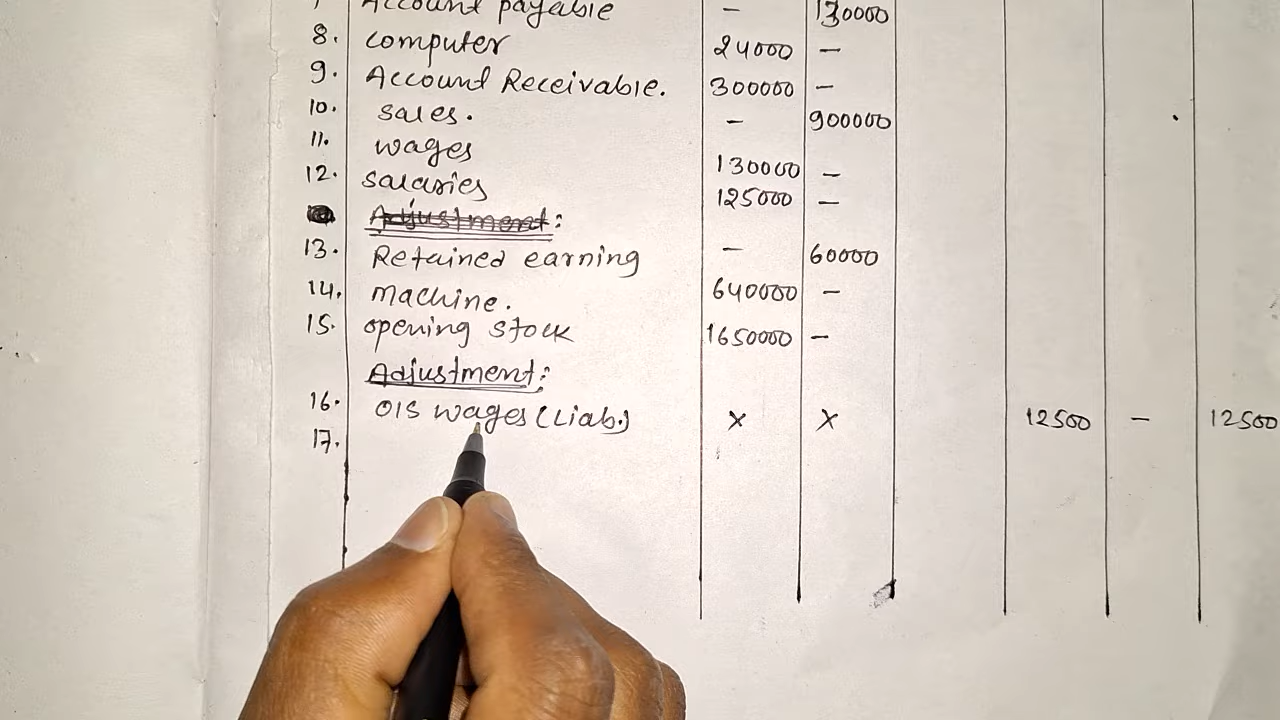 7 Account payable — 130000
8. computer 24000 —
9. Account Receivable. 300000 —
10. sales. — 900000
11. wages 130000 —
12. salaries 125000 —
Adjustment:
13. Retained earning — 60000
14. machine. 640000 —
15. opening stock 1650000 —
Adjustment:
16. O/S wages (Liab.) × × 12500 — 12500
17.